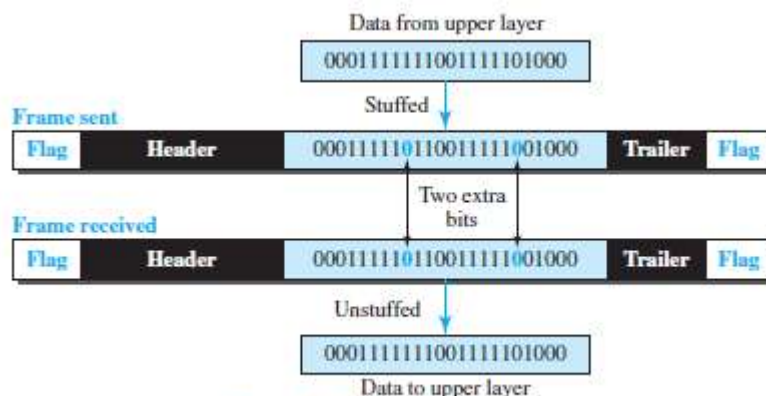 Data from upper layer
0001111111001111101000
Stuffed
Frame sent
Flag Header 000111110110011111001000 Trailer Flag
Two extra
bits
Frame received
Flag Header 000111110110011111001000 Trailer Flag
Unstuffed
0001111111001111101000
Data to upper layer